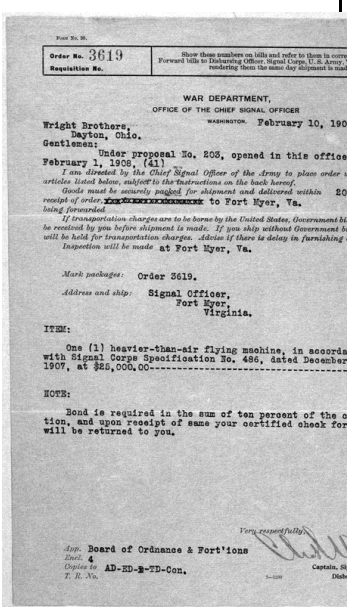 Form No. 38.
Order No. 3619
Requisition No.
Show these numbers on bills and refer to them in corre
Forward bills to Disbursing Officer, Signal Corps, U. S. Army,
rendering them the same day shipment is mad
WAR DEPARTMENT,
OFFICE OF THE CHIEF SIGNAL OFFICER
WASHINGTON. February 10, 190
Wright Brothers,
Dayton, Ohio.
Gentlemen:
Under proposal No. 203, opened in this office
February 1, 1908, (41)
I am directed by the Chief Signal Officer of the Army to place order
articles listed below, subject to the instructions on the back hereof.
Goods must be securely packed for shipment and delivered within 20
receipt of order, to Fort Myer, Va.
being forwarded
If transportation charges are to be borne by the United States, Government bi
be received by you before shipment is made. If you ship without Government b
will be held for transportation charges. Advise if there is delay in furnishing
Inspection will be made at Fort Myer, Va.
Mark packages: Order 3619.
Address and ship: Signal Officer,
Fort Myer,
Virginia.
ITEM:
One (1) heavier-than-air flying machine, in accorda
with Signal Corps Specification No. 486, dated December
1907, at $25,000.00--------------------------------
NOTE:
Bond is required in the sum of ten percent of the c
tion, and upon receipt of same your certified check for
will be returned to you.
Very respectfully,
App. Board of Ordnance & Fort'ions
Encl. 4
Copies to AD-ED-2-TD-Con.
T. R. No.
Captain, Si
Disb